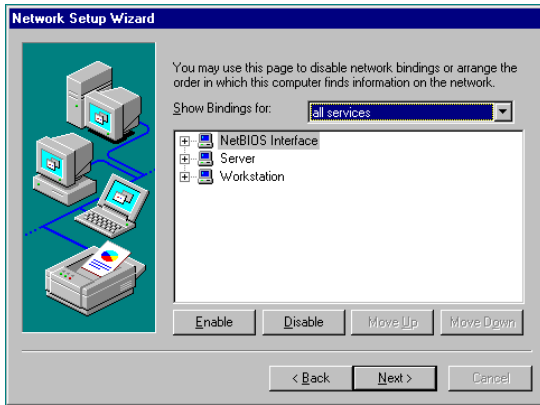 Network Setup Wizard
You may use this page to disable network bindings or arrange the
order in which this computer finds information on the network.
Show Bindings for: all services
NetBIOS Interface
Server
Workstation
Enable Disable Move Up Move Down
< Back Next > Cancel